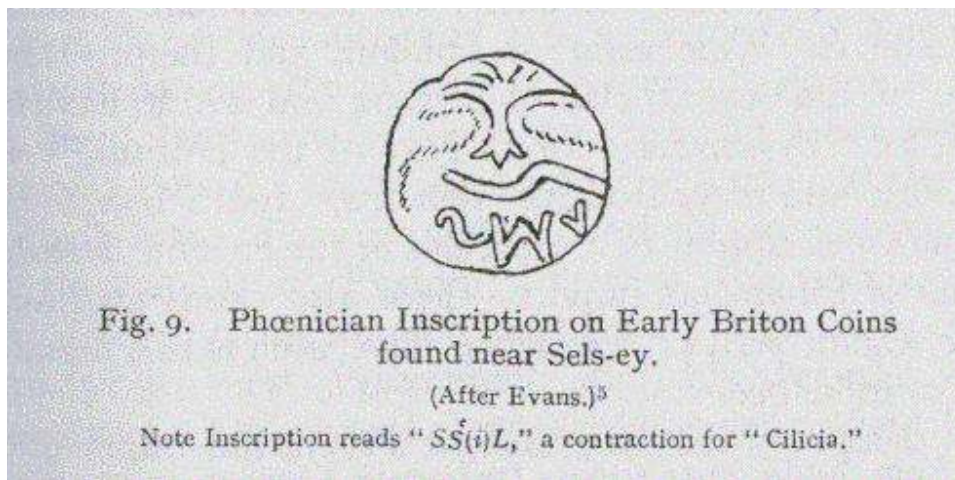 Fig. 9. Phœnician Inscription on Early Briton Coins
found near Sels-ey.
(After Evans.)⁵
Note Inscription reads “ SŚ(i)L,” a contraction for “ Cilicia.”